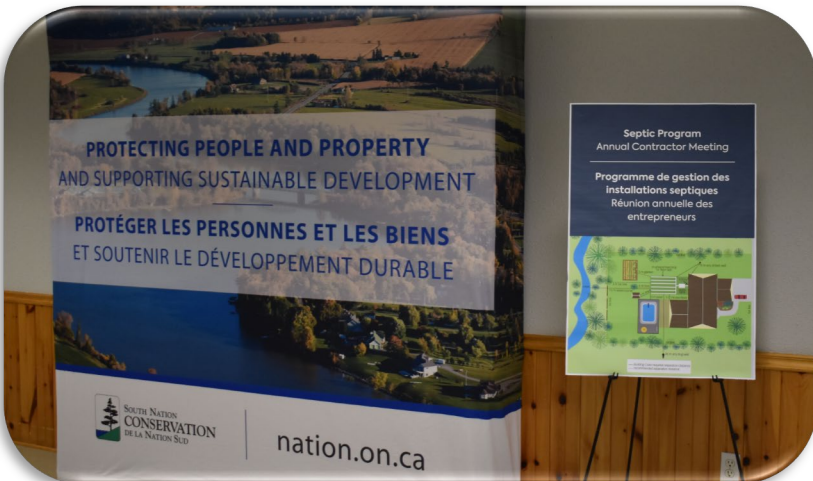 PROTECTING PEOPLE AND PROPERTY
AND SUPPORTING SUSTAINABLE DEVELOPMENT
PROTÉGER LES PERSONNES ET LES BIENS
ET SOUTENIR LE DÉVELOPPEMENT DURABLE
SOUTH NATION
CONSERVATION
DE LA NATION SUD
nation.on.ca
Septic Program
Annual Contractor Meeting
Programme de gestion des
installations septiques
Réunion annuelle des
entrepreneurs